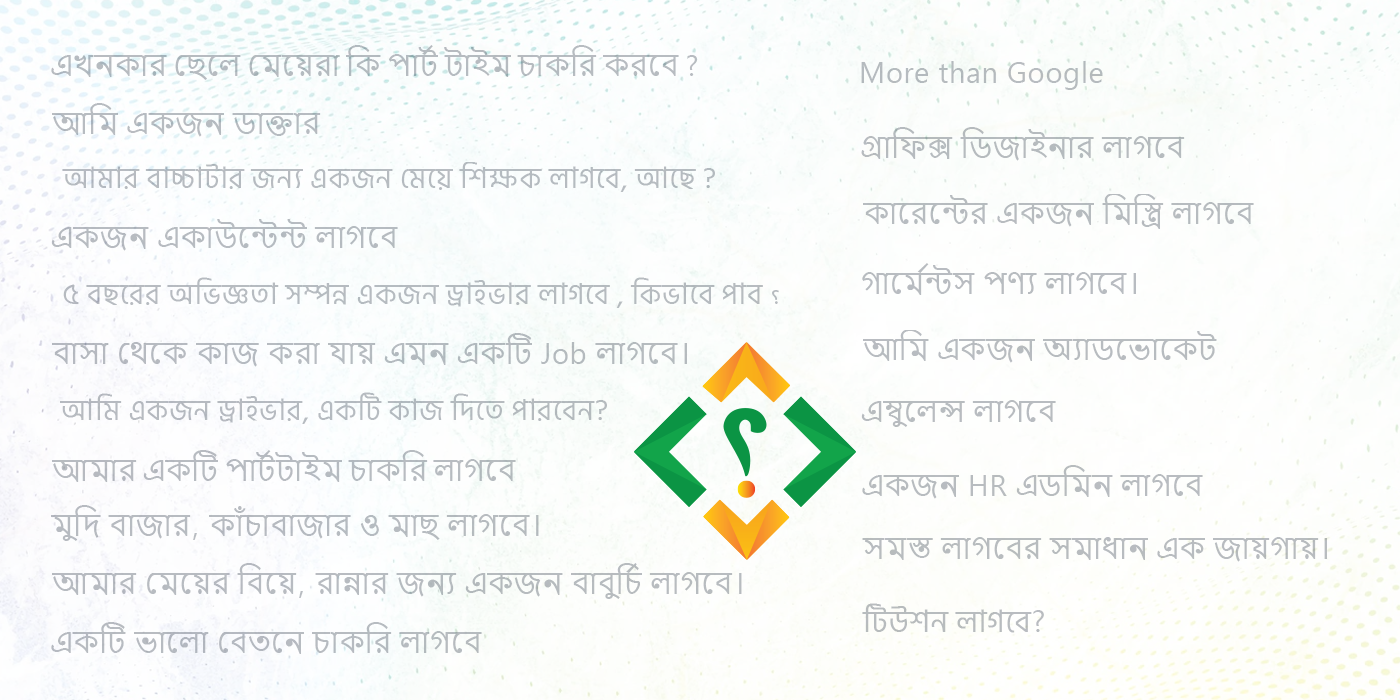 এখনকার ছেলে মেয়েরা কি পার্ট টাইম চাকরি করবে ?
আমি একজন ডাক্তার
আমার বাচ্চাটার জন্য একজন মেয়ে শিক্ষক লাগবে, আছে ?
একজন একাউন্টেন্ট লাগবে
৫ বছরের অভিজ্ঞতা সম্পন্ন একজন ড্রাইভার লাগবে , কিভাবে পাব ?
বাসা থেকে কাজ করা যায় এমন একটি Job লাগবে।
আমি একজন ড্রাইভার, একটি কাজ দিতে পারবেন?
আমার একটি পার্টটাইম চাকরি লাগবে
মুদি বাজার, কাঁচাবাজার ও মাছ লাগবে।
আমার মেয়ের বিয়ে, রান্নার জন্য একজন বাবুর্চি লাগবে।
একটি ভালো বেতনে চাকরি লাগবে
?
More than Google
গ্রাফিক্স ডিজাইনার লাগবে
কারেন্টের একজন মিস্ত্রি লাগবে
গার্মেন্টস পণ্য লাগবে।
আমি একজন অ্যাডভোকেট
এম্বুলেন্স লাগবে
একজন HR এডমিন লাগবে
সমস্ত লাগবের সমাধান এক জায়গায়।
টিউশন লাগবে?